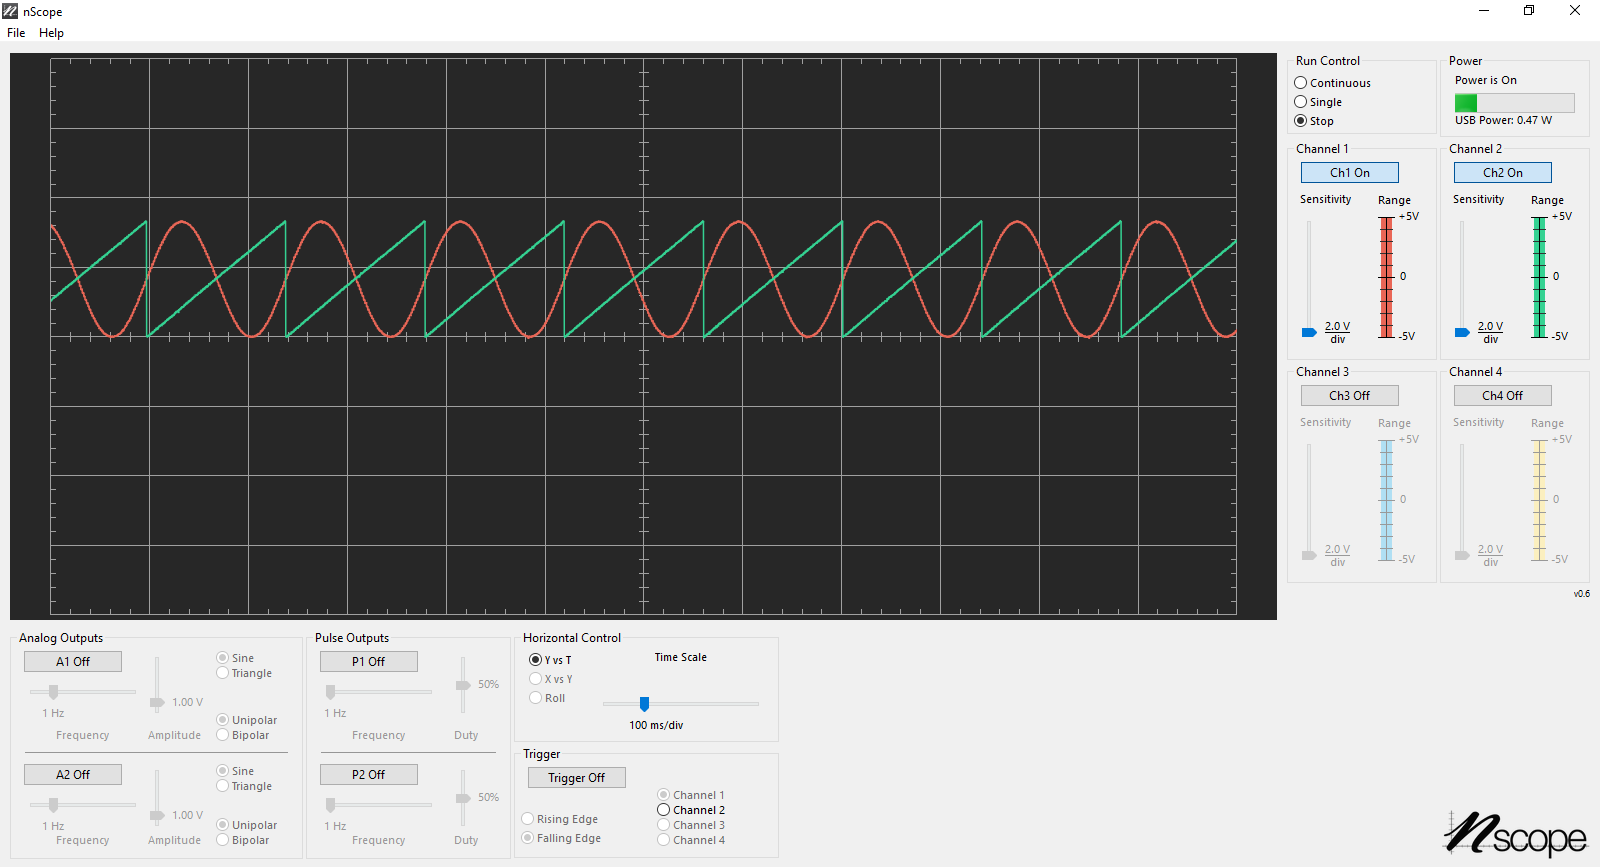 nScope
File Help
Run Control
Continuous
Single
Stop
Power
Power is On
USB Power: 0.47 W
Channel 1
Ch1 On
Sensitivity Range
+5V
0
2.0 V
div
-5V
Channel 2
Ch2 On
Sensitivity Range
+5V
0
2.0 V
div
-5V
Channel 3
Ch3 Off
Sensitivity Range
+5V
0
2.0 V
div
-5V
Channel 4
Ch4 Off
Sensitivity Range
+5V
0
2.0 V
div
-5V
v0.6
Analog Outputs
A1 Off
Sine
Triangle
1.00 V
1 Hz
Unipolar
Frequency Amplitude Bipolar
A2 Off
Sine
Triangle
1.00 V
1 Hz
Unipolar
Frequency Amplitude Bipolar
Pulse Outputs
P1 Off
50%
1 Hz
Frequency Duty
P2 Off
50%
1 Hz
Frequency Duty
Horizontal Control
Y vs T
X vs Y
Roll
Time Scale
100 ms/div
Trigger
Trigger Off
Rising Edge
Falling Edge
Channel 1
Channel 2
Channel 3
Channel 4
nscope